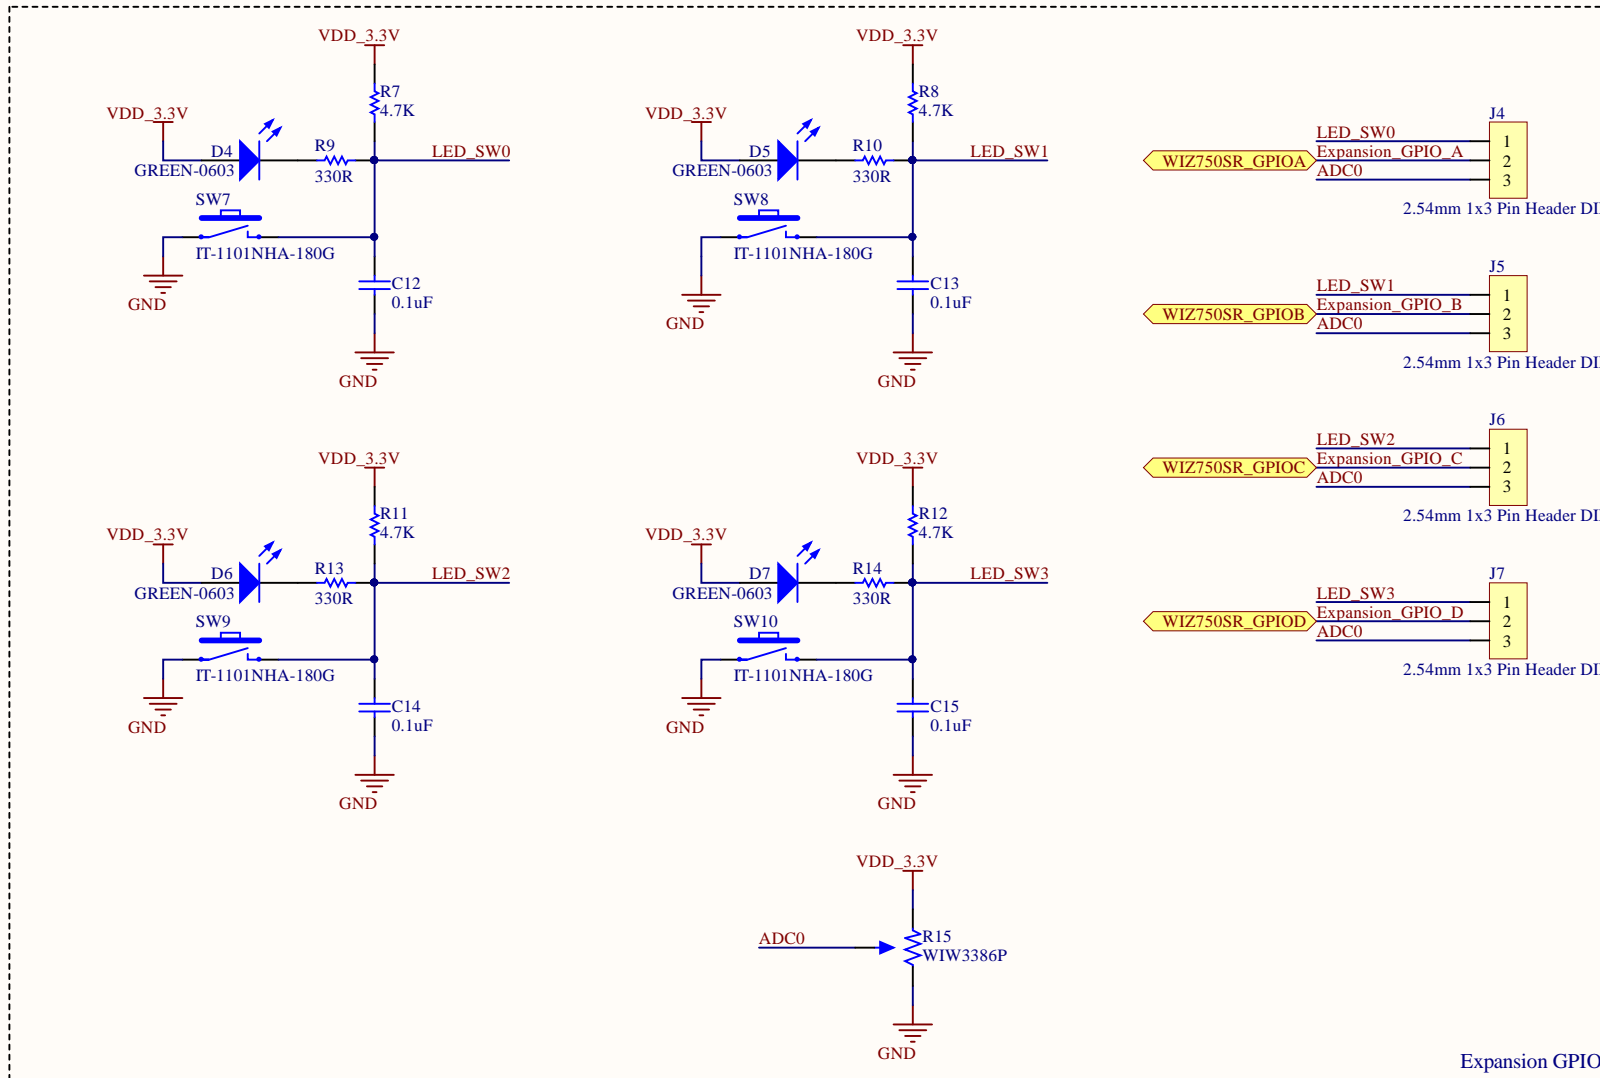 VDD_3.3V
R7
4.7K
VDD_3.3V
D4
GREEN-0603
R9
330R
LED_SW0
SW7
IT-1101NHA-180G
GND
C12
0.1uF
GND
VDD_3.3V
R8
4.7K
VDD_3.3V
D5
GREEN-0603
R10
330R
LED_SW1
SW8
IT-1101NHA-180G
GND
C13
0.1uF
GND
J4
LED_SW0
1
WIZ750SR_GPIOA
Expansion_GPIO_A
2
ADC0
3
2.54mm 1x3 Pin Header DI
J5
LED_SW1
1
WIZ750SR_GPIOB
Expansion_GPIO_B
2
ADC0
3
2.54mm 1x3 Pin Header DI
VDD_3.3V
R11
4.7K
VDD_3.3V
D6
GREEN-0603
R13
330R
LED_SW2
SW9
IT-1101NHA-180G
GND
C14
0.1uF
GND
VDD_3.3V
R12
4.7K
VDD_3.3V
D7
GREEN-0603
R14
330R
LED_SW3
SW10
IT-1101NHA-180G
GND
C15
0.1uF
GND
J6
LED_SW2
1
WIZ750SR_GPIOC
Expansion_GPIO_C
2
ADC0
3
2.54mm 1x3 Pin Header DI
J7
LED_SW3
1
WIZ750SR_GPIOD
Expansion_GPIO_D
2
ADC0
3
2.54mm 1x3 Pin Header DI
VDD_3.3V
ADC0
R15
WIW3386P
GND
Expansion GPIO